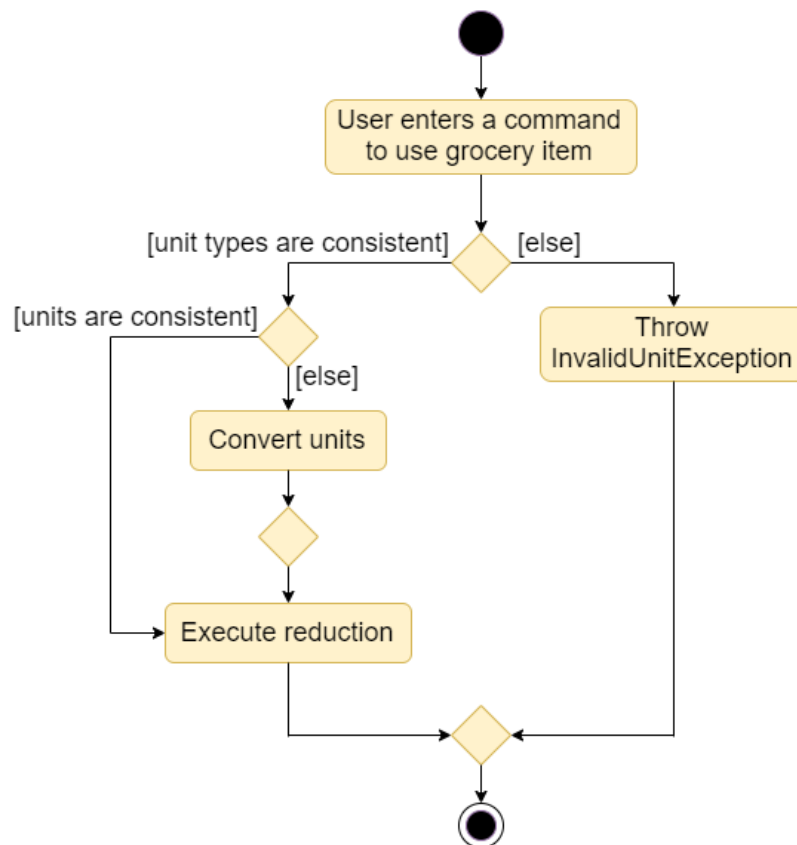 User enters a command
to use grocery item
[unit types are consistent]
[else]
[units are consistent]
Throw
InvalidUnitException
[else]
Convert units
Execute reduction